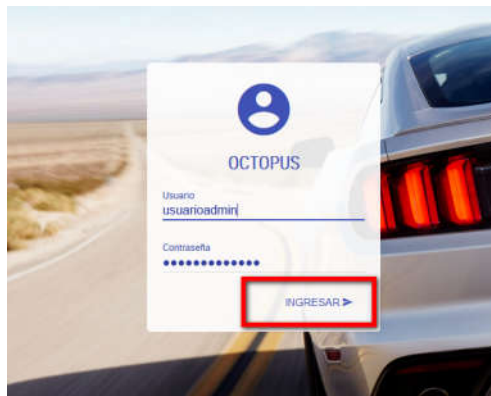 OCTOPUS
Usuario
usuarioadmin
Contraseña
INGRESAR